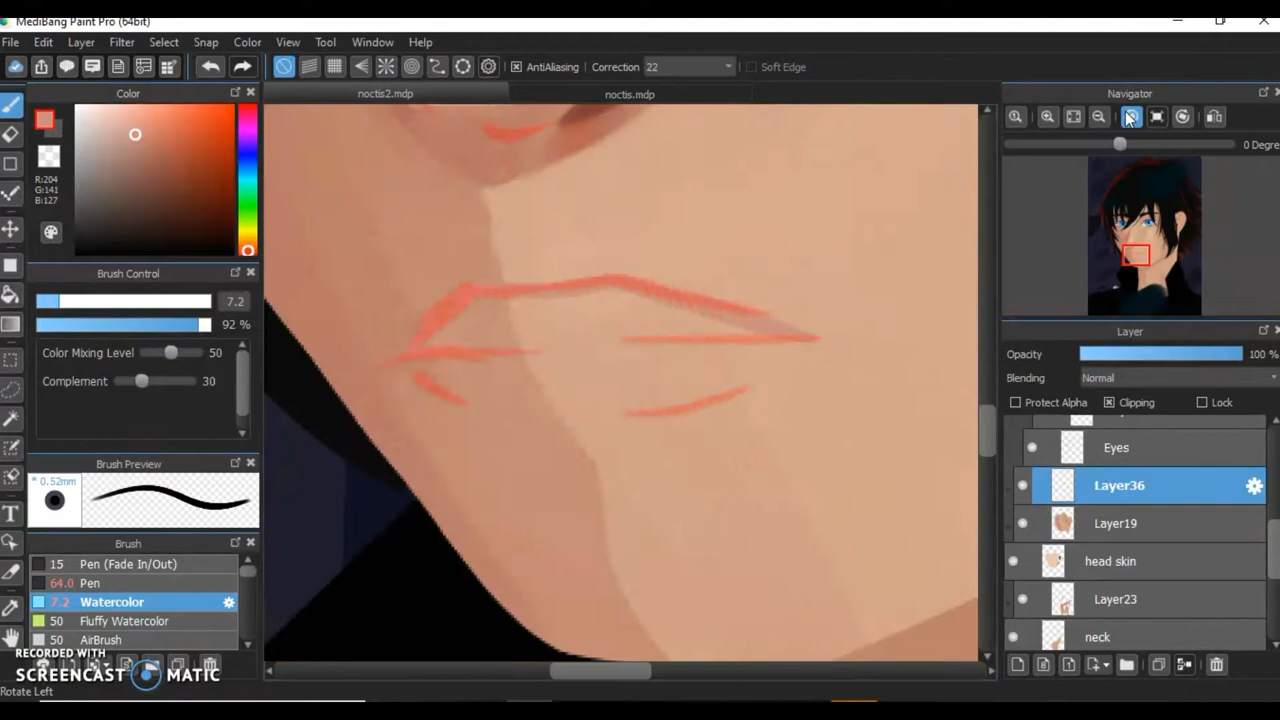 MediBang Paint Pro (64bit)
File Edit Layer Filter Select Snap Color View Tool Window Help
AntiAliasing Correction 22 Soft Edge
Color
noctis2.mdp
noctis.mdp
Navigator
0 Degree
R:204
G:141
B:127
Brush Control
7.2
92 %
Color Mixing Level 50
Complement 30
Brush Preview
* 0.52mm
Brush
15 Pen (Fade In/Out)
64.0 Pen
7.2 Watercolor
50 Fluffy Watercolor
50 AirBrush
RECORDED WITH
SCREENCAST MATIC
Rotate Left
Layer
Opacity 100 %
Blending Normal
Protect Alpha Clipping Lock
Eyes
Layer36
Layer19
head skin
Layer23
neck